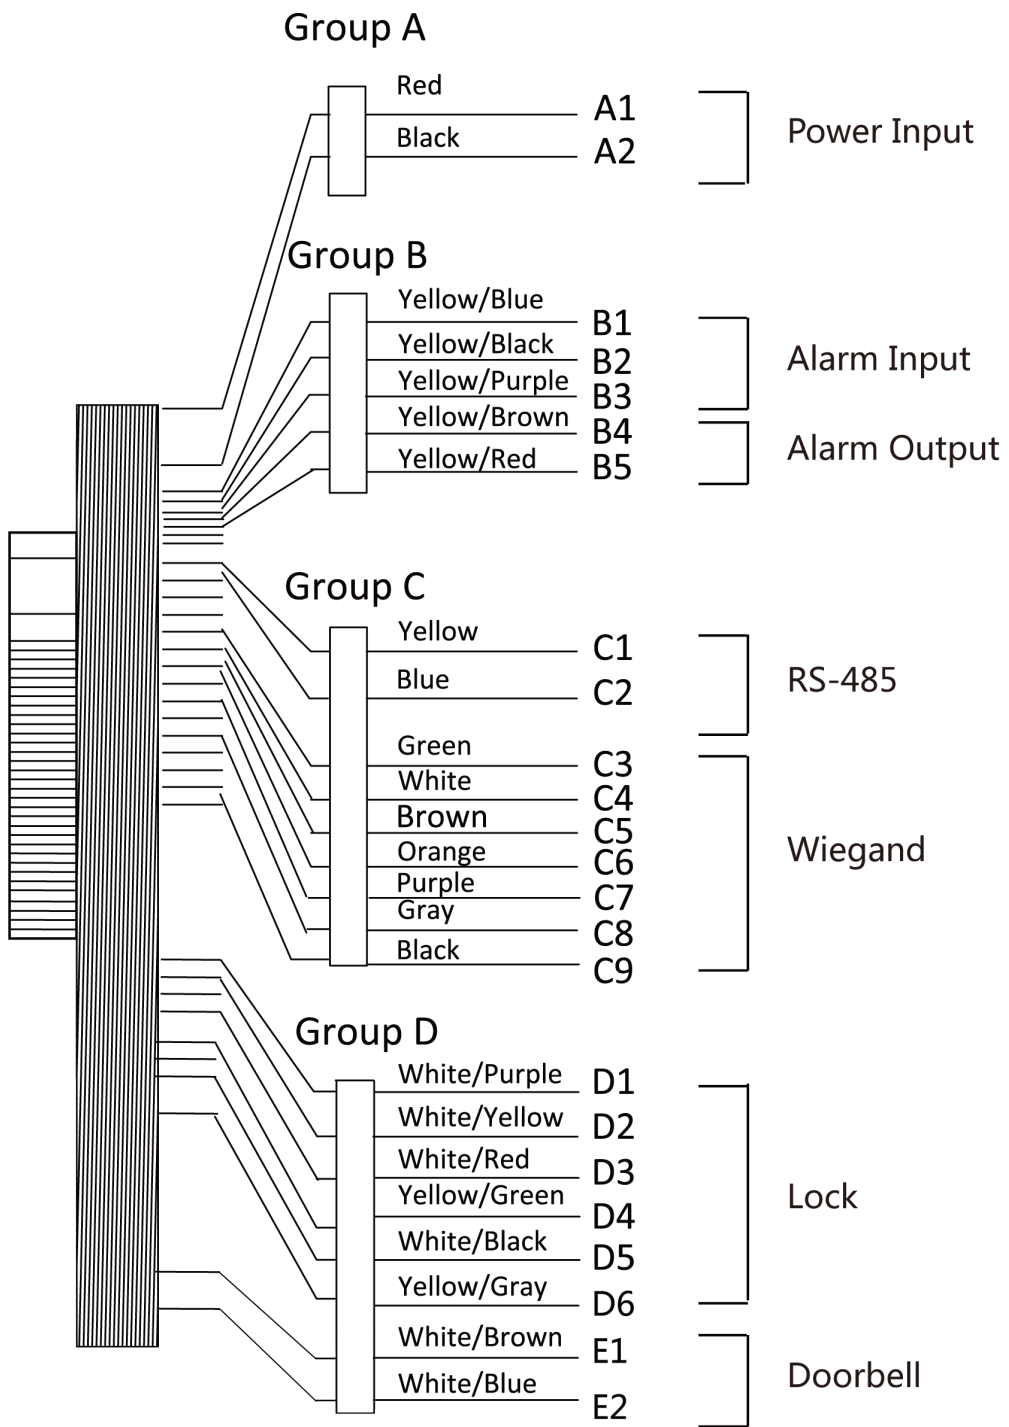 Group A
Red
A1
Black
A2
Power Input
Group B
Yellow/Blue
B1
Yellow/Black
B2
Yellow/Purple
B3
Alarm Input
Yellow/Brown
B4
Yellow/Red
B5
Alarm Output
Group C
Yellow
C1
Blue
C2
RS-485
Green
C3
White
C4
Brown
C5
Orange
C6
Purple
C7
Gray
C8
Black
C9
Wiegand
Group D
White/Purple
D1
White/Yellow
D2
White/Red
D3
Yellow/Green
D4
White/Black
D5
Yellow/Gray
D6
Lock
White/Brown
E1
White/Blue
E2
Doorbell